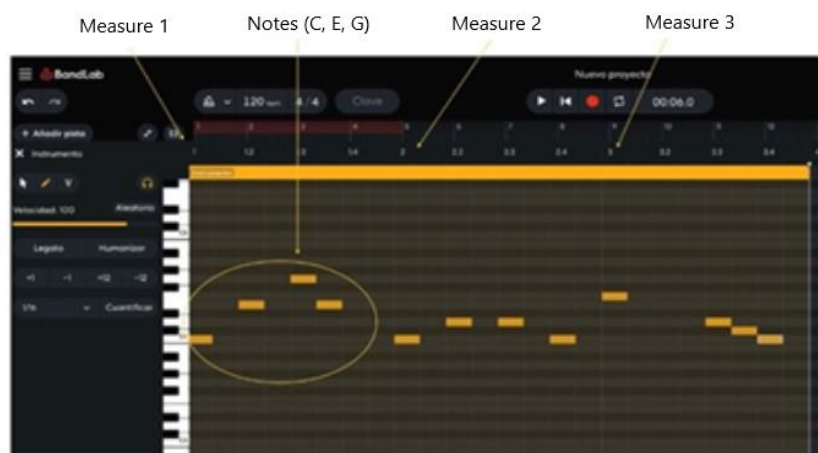 Measure 1 Notes (C, E, G) Measure 2 Measure 3
BandLab Nuevo proyecto
120 bpm 4/4 Clave 00:06.0
+ Añadir pista
Instrumento 1 1.2 1.3 1.4 2 2.2 2.3 2.4 3 3.2 3.3 3.4
Instrumento
Velocidad: 100 Aleatorio
Legato Humanizar
+1 -1 +12 -12
1/16 Cuantificar